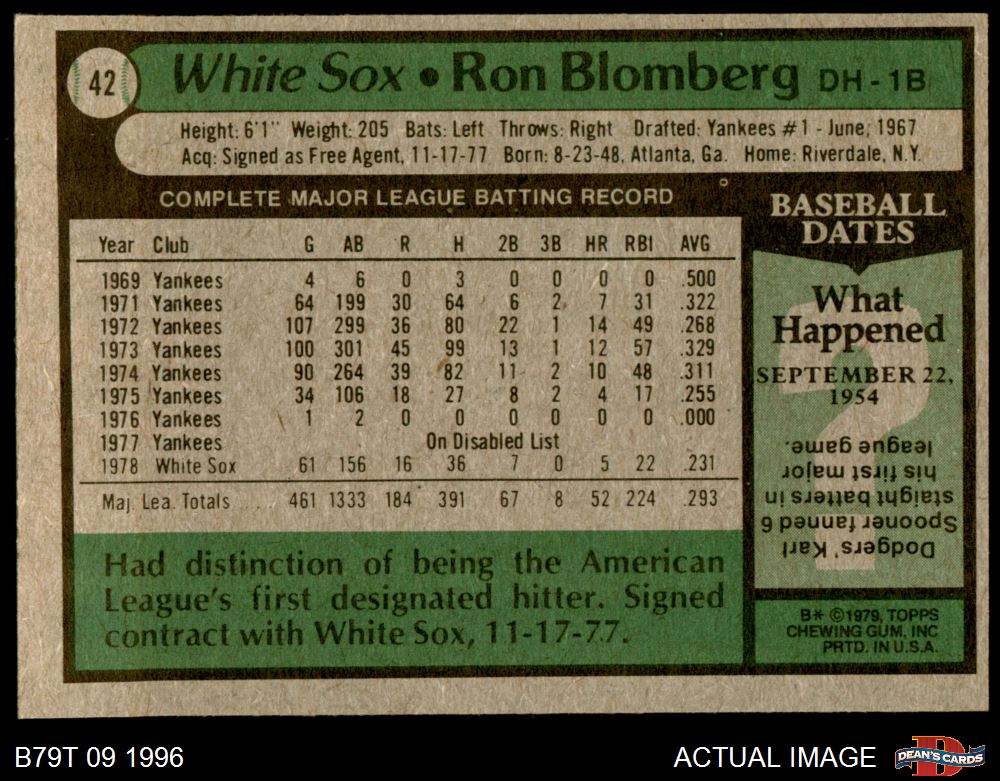 42
White Sox • Ron Blomberg DH - 1B
Height: 6'1" Weight: 205 Bats: Left Throws: Right Drafted: Yankees #1 - June, 1967
Acq: Signed as Free Agent, 11-17-77 Born: 8-23-48, Atlanta, Ga. Home: Riverdale, N.Y.
COMPLETE MAJOR LEAGUE BATTING RECORD
Year Club G AB R H 2B 3B HR RBI AVG
1969 Yankees 4 6 0 3 0 0 0 0 .500
1971 Yankees 64 199 30 64 6 2 7 31 .322
1972 Yankees 107 299 36 80 22 1 14 49 .268
1973 Yankees 100 301 45 99 13 1 12 57 .329
1974 Yankees 90 264 39 82 11 2 10 48 .311
1975 Yankees 34 106 18 27 8 2 4 17 .255
1976 Yankees 1 2 0 0 0 0 0 0 .000
1977 Yankees On Disabled List
1978 White Sox 61 156 16 36 7 0 5 22 .231
Maj. Lea. Totals 461 1333 184 391 67 8 52 224 .293
Had distinction of being the American
League's first designated hitter. Signed
contract with White Sox, 11-17-77.
BASEBALL
DATES
What
Happened
?
SEPTEMBER 22,
1954
Dodgers' Karl
Spooner fanned 6
straight batters in
his first major
league game.
B* ©1979, TOPPS
CHEWING GUM, INC
PRTD. IN U.S.A.
B79T 09 1996
ACTUAL IMAGE
D
DEAN'S CARDS